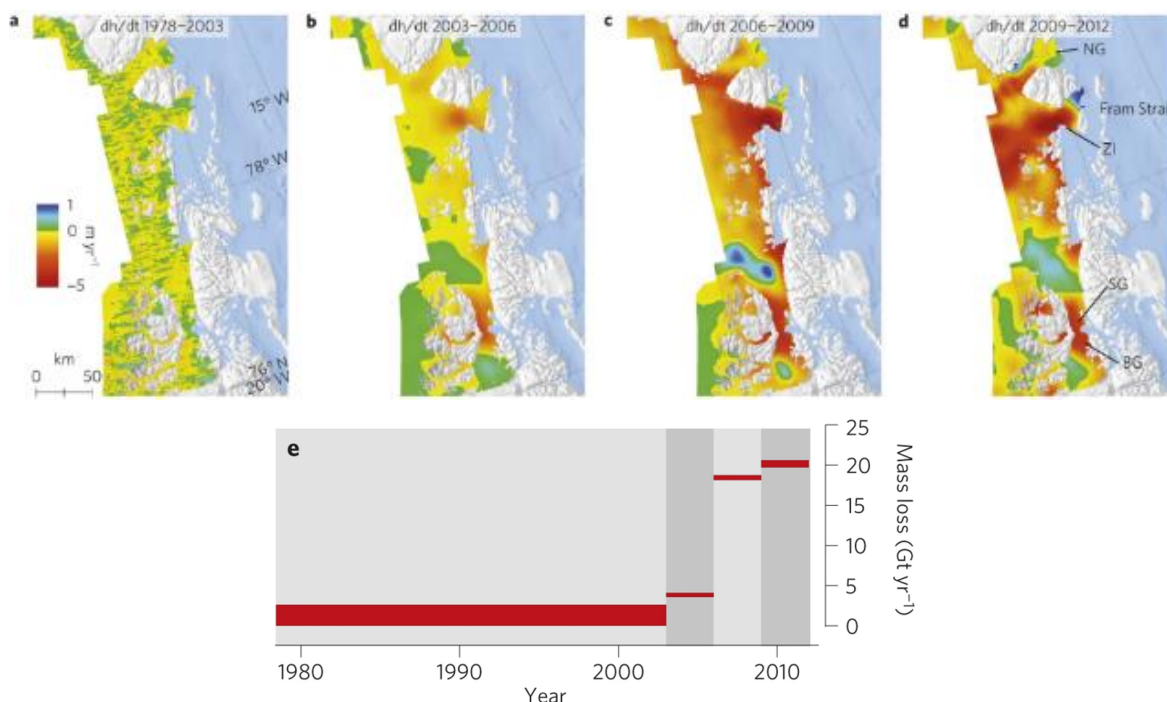 a dh/dt 1978–2003
b dh/dt 2003–2006
c dh/dt 2006–2009
d dh/dt 2009–2012
NG
15° W
Fram Strai
ZI
78° W
1
0
m yr⁻¹
−5
SG
km
0 50
76° N
20° W
BG
e
25
20
15
10
5
0
Mass loss (Gt yr⁻¹)
1980 1990 2000 2010
Year